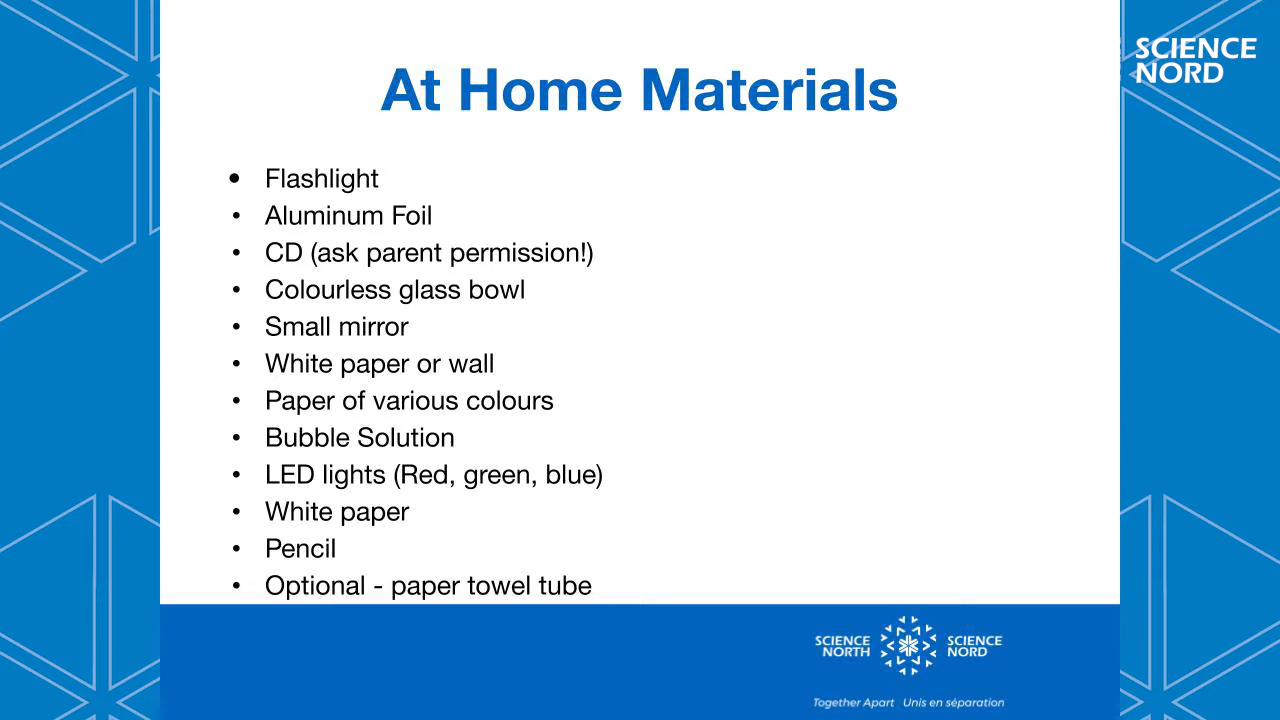 SCIENCE
NORD
At Home Materials
• Flashlight
• Aluminum Foil
• CD (ask parent permission!)
• Colourless glass bowl
• Small mirror
• White paper or wall
• Paper of various colours
• Bubble Solution
• LED lights (Red, green, blue)
• White paper
• Pencil
• Optional - paper towel tube
SCIENCE
NORTH
SCIENCE
NORD
Together Apart Unis en séparation